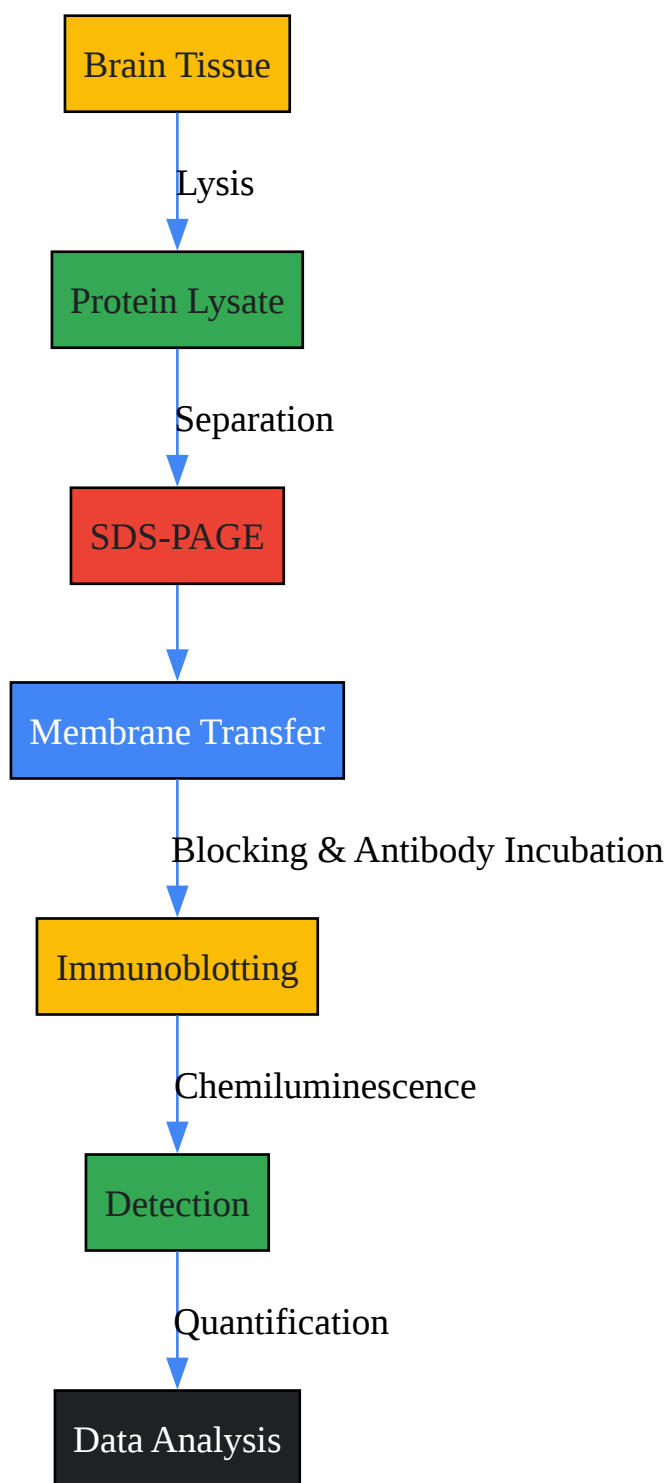 Brain Tissue
Lysis
Protein Lysate
Separation
SDS-PAGE
Membrane Transfer
Blocking & Antibody Incubation
Immunoblotting
Chemiluminescence
Detection
Quantification
Data Analysis